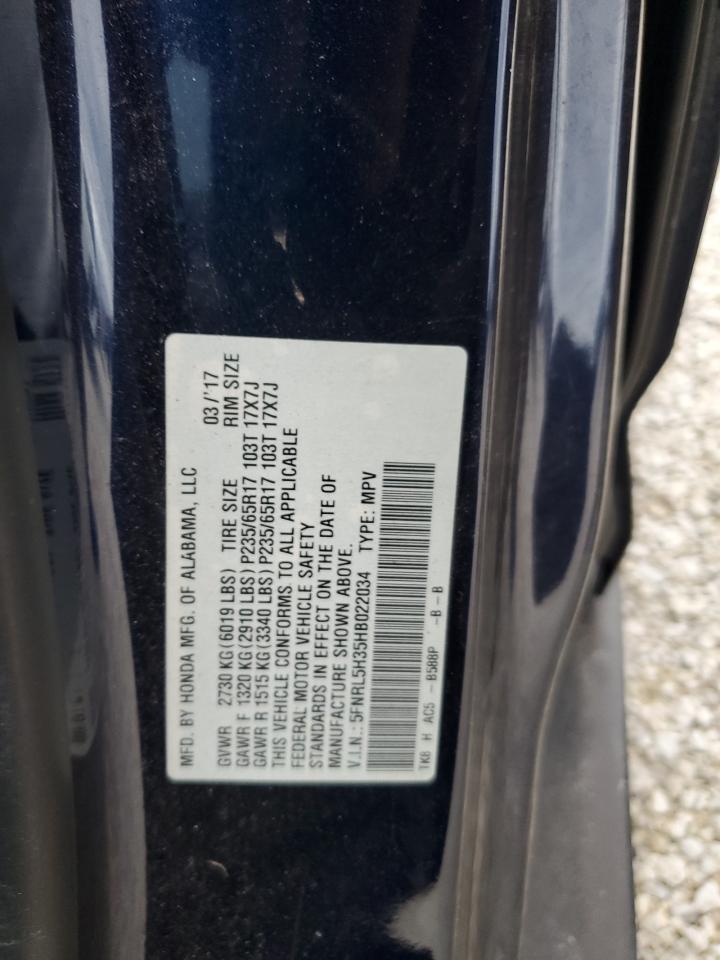 MFD. BY HONDA MFG. OF ALABAMA, LLC 03/'17
GVWR 2730 KG(6019 LBS) TIRE SIZE RIM SIZE
GAWR F 1320 KG(2910 LBS) P235/65R17 103T 17X7J
GAWR R 1515 KG(3340 LBS) P235/65R17 103T 17X7J
THIS VEHICLE CONFORMS TO ALL APPLICABLE
FEDERAL MOTOR VEHICLE SAFETY
STANDARDS IN EFFECT ON THE DATE OF
MANUFACTURE SHOWN ABOVE.
V.I.N.: 5FNRL5H35HB022034 TYPE: MPV
TK8 H AC5 - B588P -B-B